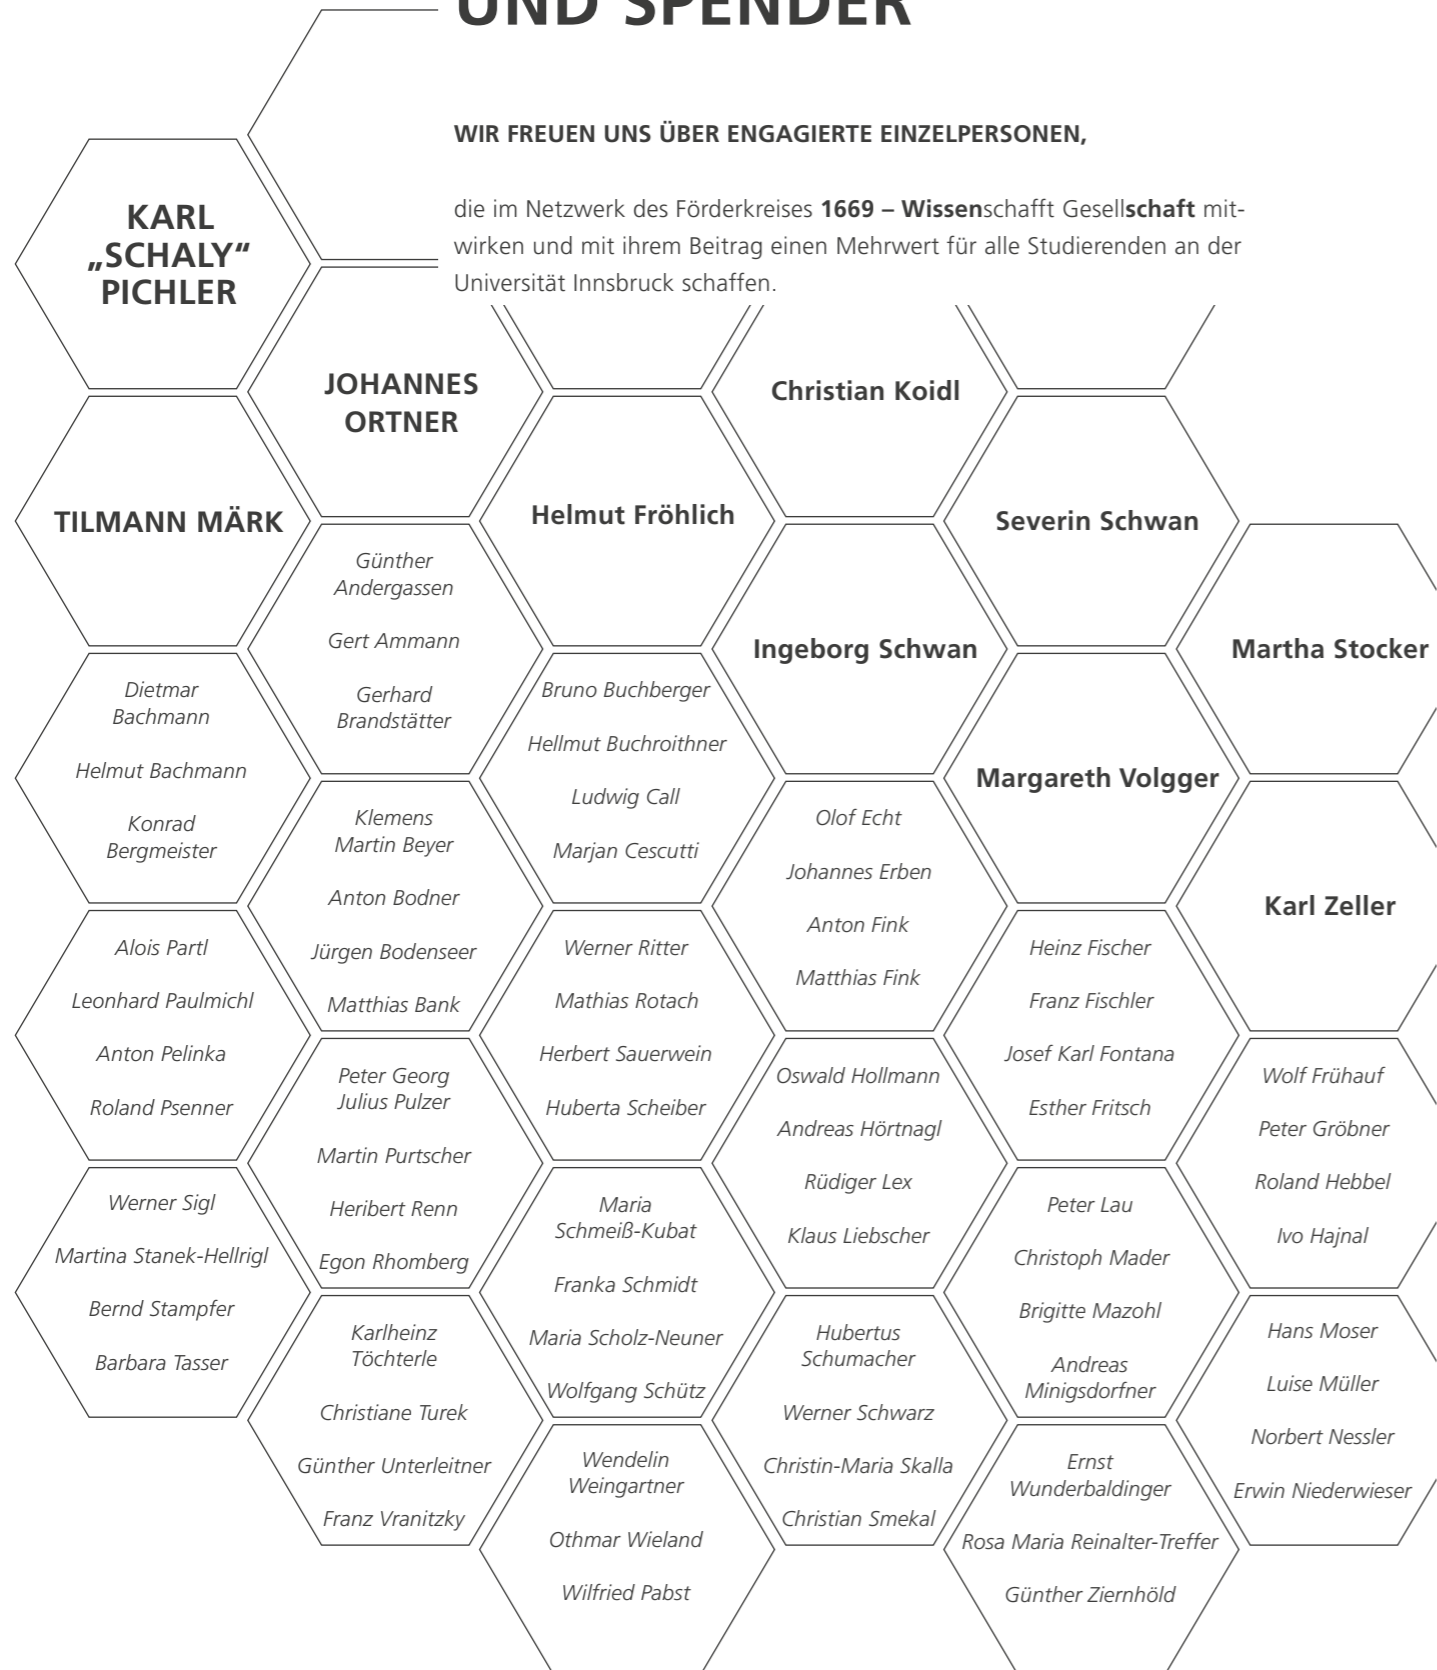 UND SPENDER
WIR FREUEN UNS ÜBER ENGAGIERTE EINZELPERSONEN,
die im Netzwerk des Förderkreises 1669 – Wissenschafft Gesellschaft mit-
wirken und mit ihrem Beitrag einen Mehrwert für alle Studierenden an der
Universität Innsbruck schaffen.
KARL
„SCHALY“
PICHLER
JOHANNES
ORTNER
Christian Koidl
TILMANN MÄRK
Helmut Fröhlich
Severin Schwan
Ingeborg Schwan
Martha Stocker
Margareth Volgger
Karl Zeller
Günther
Andergassen
Gert Ammann
Gerhard
Brandstätter
Dietmar
Bachmann
Helmut Bachmann
Konrad
Bergmeister
Klemens
Martin Beyer
Anton Bodner
Jürgen Bodenseer
Matthias Bank
Bruno Buchberger
Hellmut Buchroithner
Ludwig Call
Marjan Cescutti
Olof Echt
Johannes Erben
Anton Fink
Matthias Fink
Heinz Fischer
Franz Fischler
Josef Karl Fontana
Esther Fritsch
Wolf Frühauf
Peter Gröbner
Roland Hebbel
Ivo Hajnal
Oswald Hollmann
Andreas Hörtnagl
Rüdiger Lex
Klaus Liebscher
Peter Lau
Christoph Mader
Brigitte Mazohl
Andreas
Minigsdorfner
Hans Moser
Luise Müller
Norbert Nessler
Erwin Niederwieser
Alois Partl
Leonhard Paulmichl
Anton Pelinka
Roland Psenner
Peter Georg
Julius Pulzer
Martin Purtscher
Heribert Renn
Egon Rhomberg
Werner Ritter
Mathias Rotach
Herbert Sauerwein
Huberta Scheiber
Maria
Schmeiß-Kubat
Franka Schmidt
Maria Scholz-Neuner
Wolfgang Schütz
Hubertus
Schumacher
Werner Schwarz
Christin-Maria Skalla
Christian Smekal
Werner Sigl
Martina Stanek-Hellrigl
Bernd Stampfer
Barbara Tasser
Karlheinz
Töchterle
Christiane Turek
Günther Unterleitner
Franz Vranitzky
Wendelin
Weingartner
Othmar Wieland
Wilfried Pabst
Ernst
Wunderbaldinger
Rosa Maria Reinalter-Treffer
Günther Ziernhöld